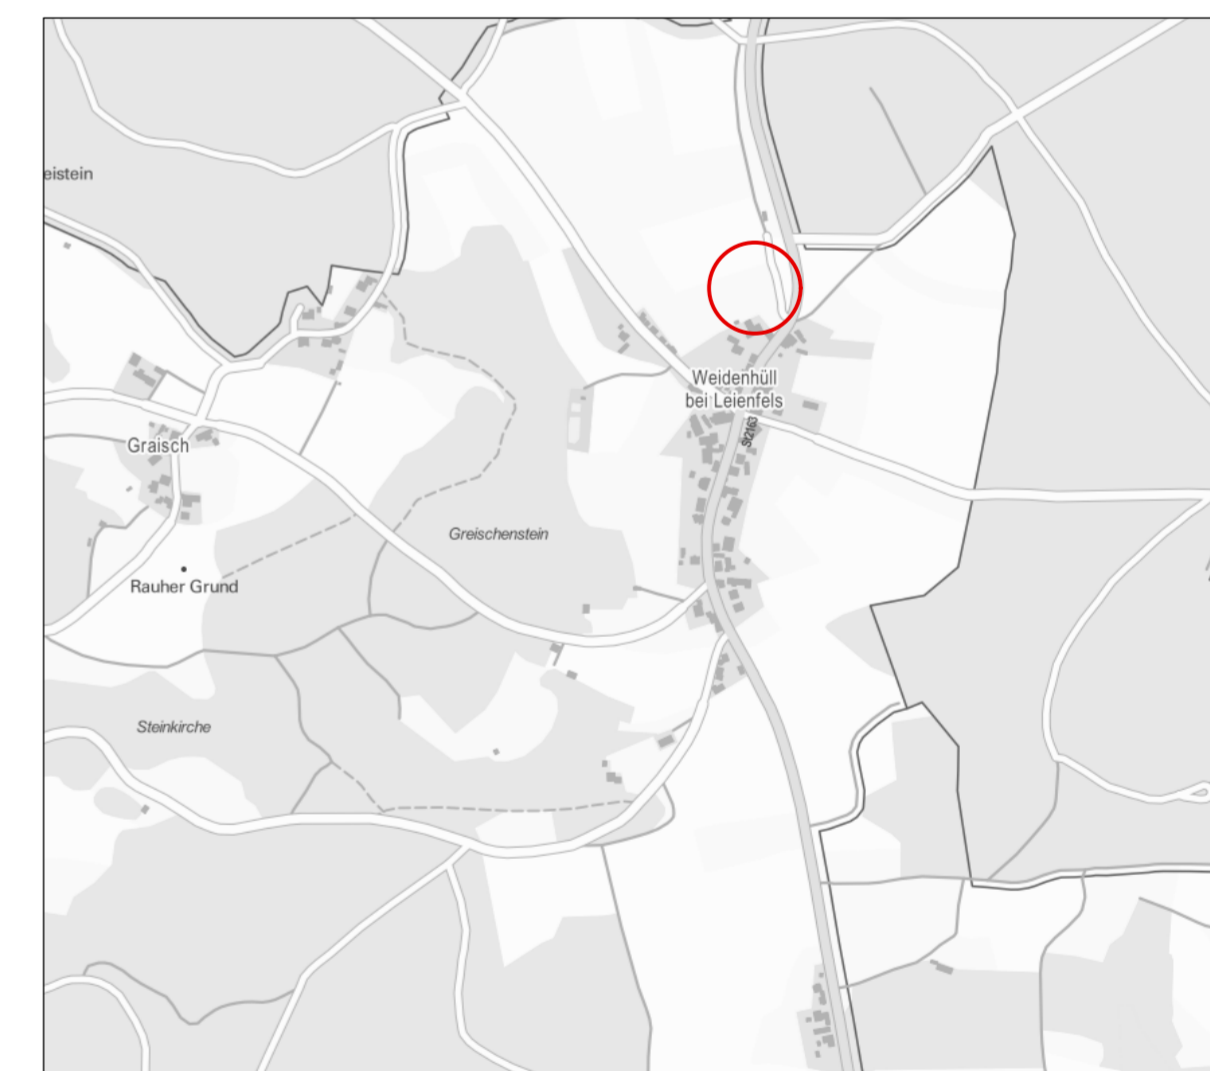 eistein
Weidenhüll
bei Leienfels
St2163
Graisch
Greischenstein
Rauher Grund
Steinkirche